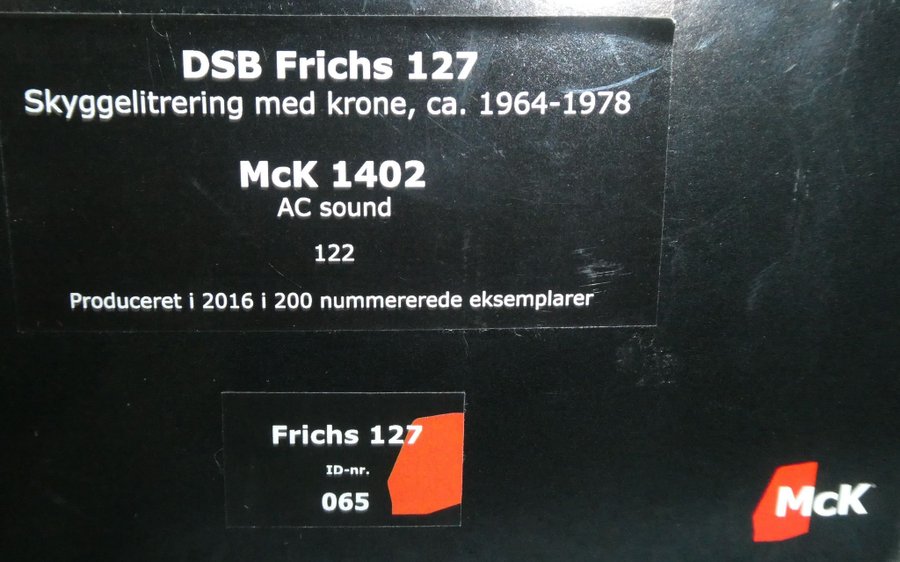 DSB Frichs 127
Skyggelitrering med krone, ca. 1964-1978
McK 1402
AC sound
122
Produceret i 2016 i 200 nummererede eksemplarer
Frichs 127
ID-nr.
065
McK